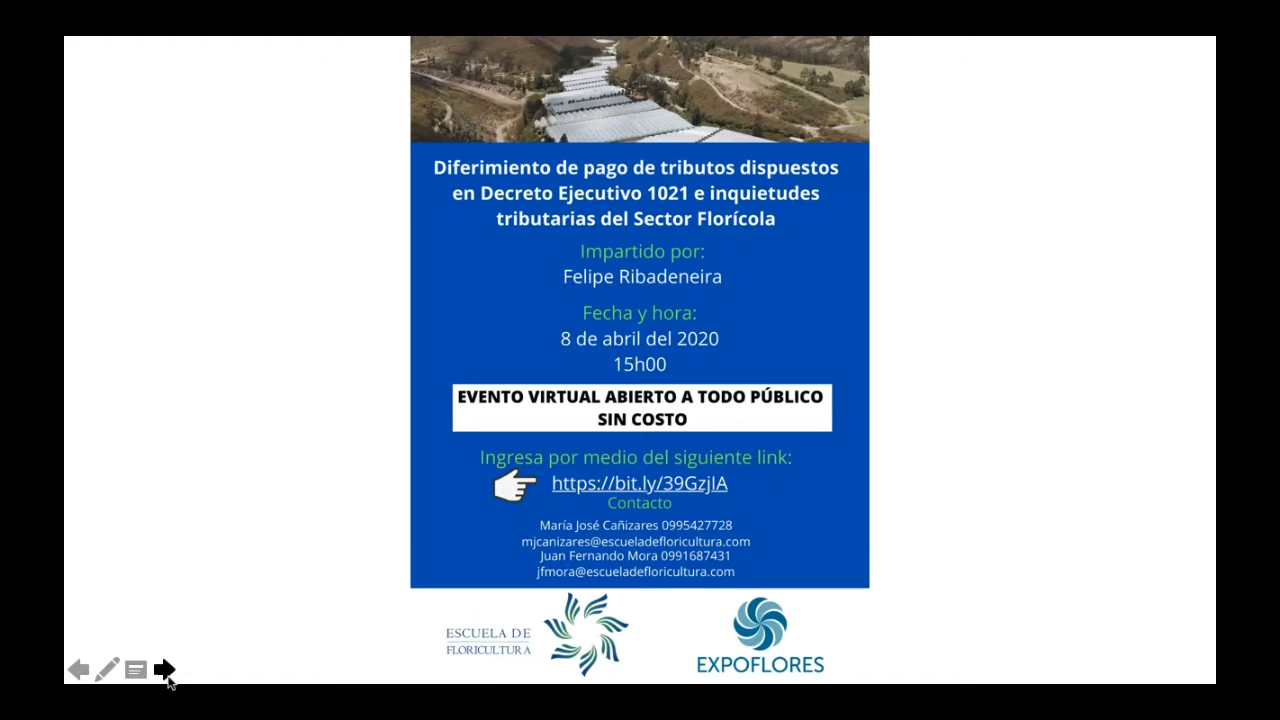 Diferimiento de pago de tributos dispuestos
en Decreto Ejecutivo 1021 e inquietudes
tributarias del Sector Florícola
Impartido por:
Felipe Ribadeneira
Fecha y hora:
8 de abril del 2020
15h00
EVENTO VIRTUAL ABIERTO A TODO PÚBLICO
SIN COSTO
Ingresa por medio del siguiente link:
https://bit.ly/39GzjIA
Contacto
María José Cañizares 0995427728
mjcanizares@escueladefloricultura.com
Juan Fernando Mora 0991687431
jfmora@escueladefloricultura.com
ESCUELA DE
FLORICULTURA
EXPOFLORES